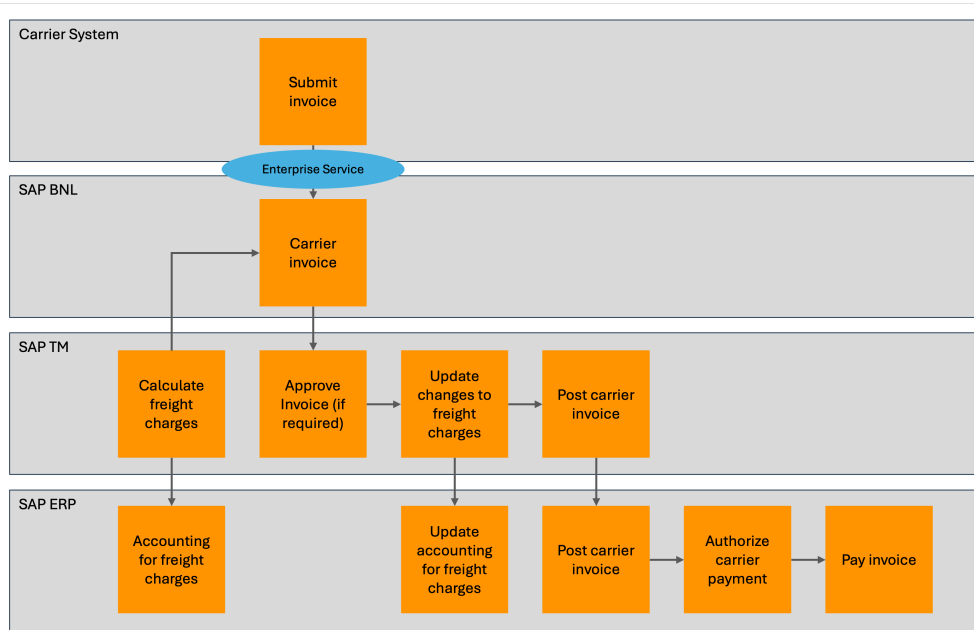 Carrier System
Submit
invoice
Enterprise Service
SAP BNL
Carrier
invoice
SAP TM
Calculate
freight
charges
Approve
Invoice (if
required)
Update
changes to
freight
charges
Post carrier
invoice
SAP ERP
Accounting
for freight
charges
Update
accounting
for freight
charges
Post carrier
invoice
Authorize
carrier
payment
Pay invoice